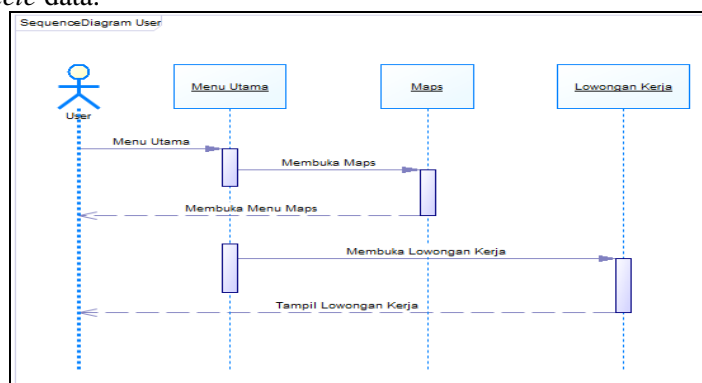 data.
SequenceDiagram User
Menu Utama
Maps
Lowongan Kerja
User
Menu Utama
Membuka Maps
Membuka Menu Maps
Membuka Lowongan Kerja
Tampil Lowongan Kerja